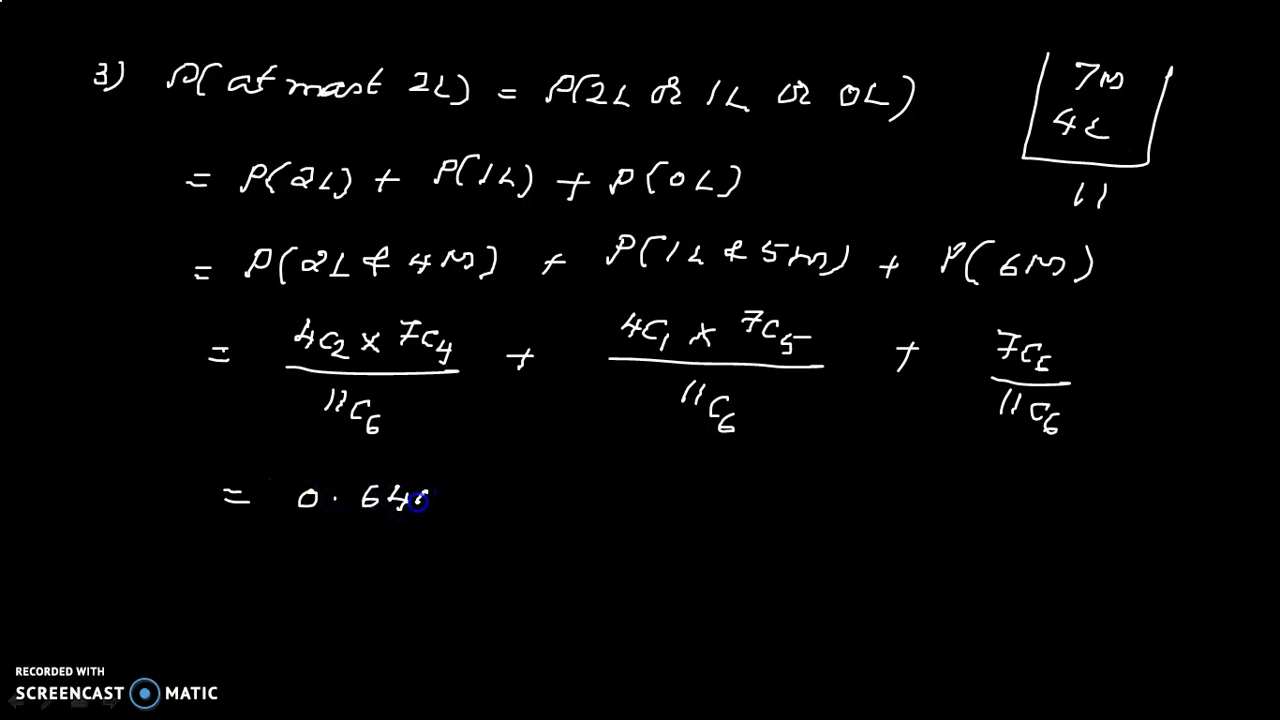 3) P(at mast 2L) = P(2L or 1L or 0L)
7M
4L
11
= P(2L) + P(1L) + P(0L)
= P(2L & 4M) + P(1L & 5M) + P(6M)
= 4C2 x 7C4 / 11C6 + 4C1 x 7C5 / 11C6 + 7C6 / 11C6
= 0.64
RECORDED WITH
SCREENCAST MATIC